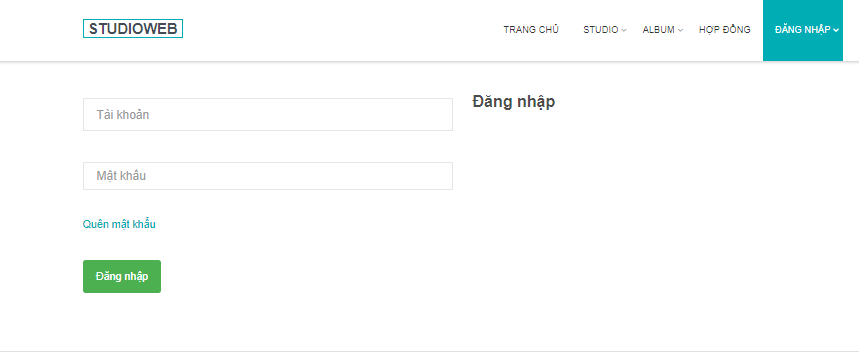 STUDIOWEB
TRANG CHỦ STUDIO ALBUM HỢP ĐỒNG ĐĂNG NHẬP
Đăng nhập
Tài khoản
Mật khẩu
Quên mật khẩu
Đăng nhập